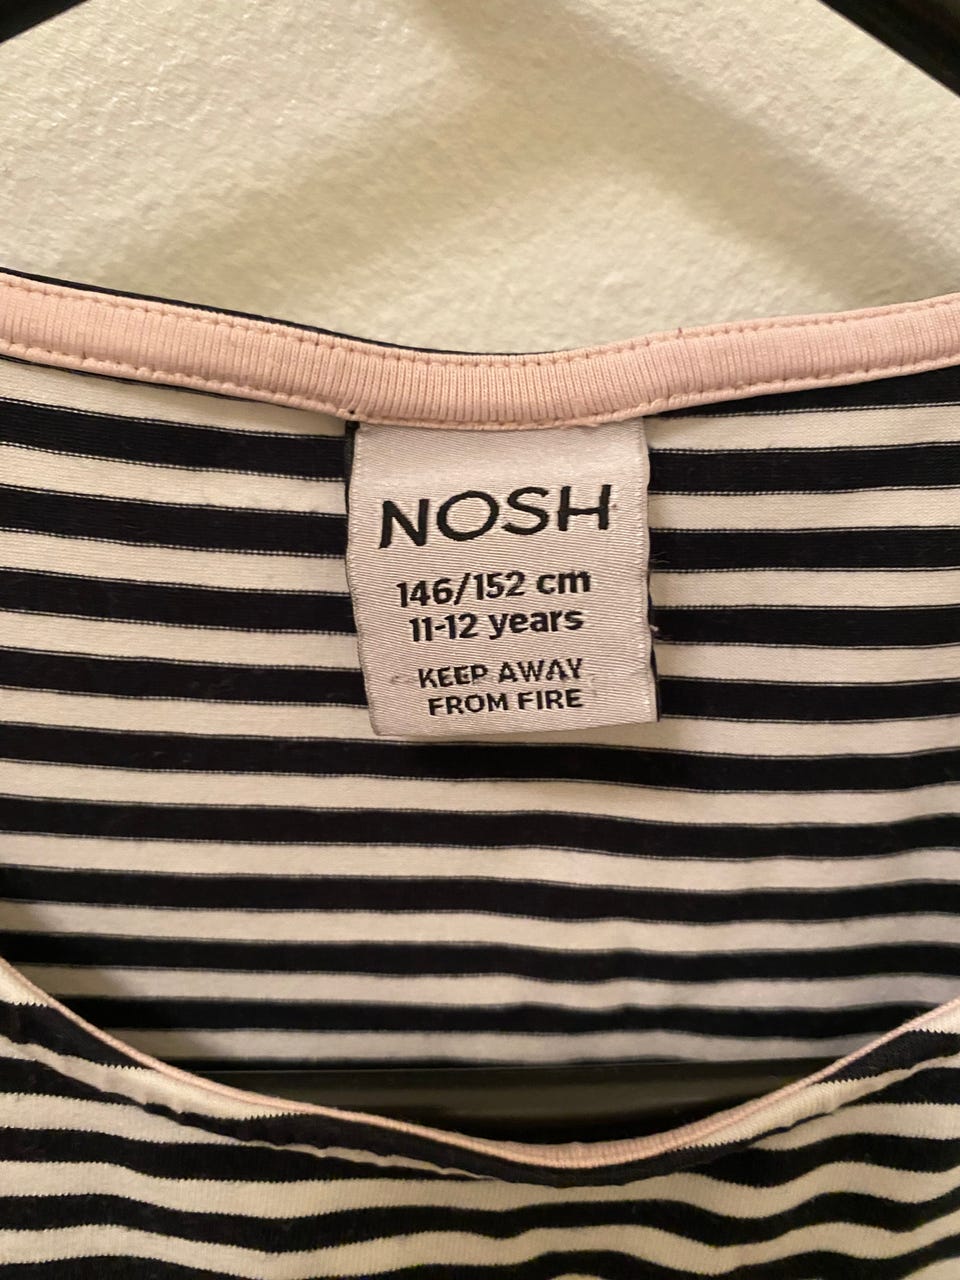 NOSH
146/152 cm
11-12 years
KEEP AWAY
FROM FIRE